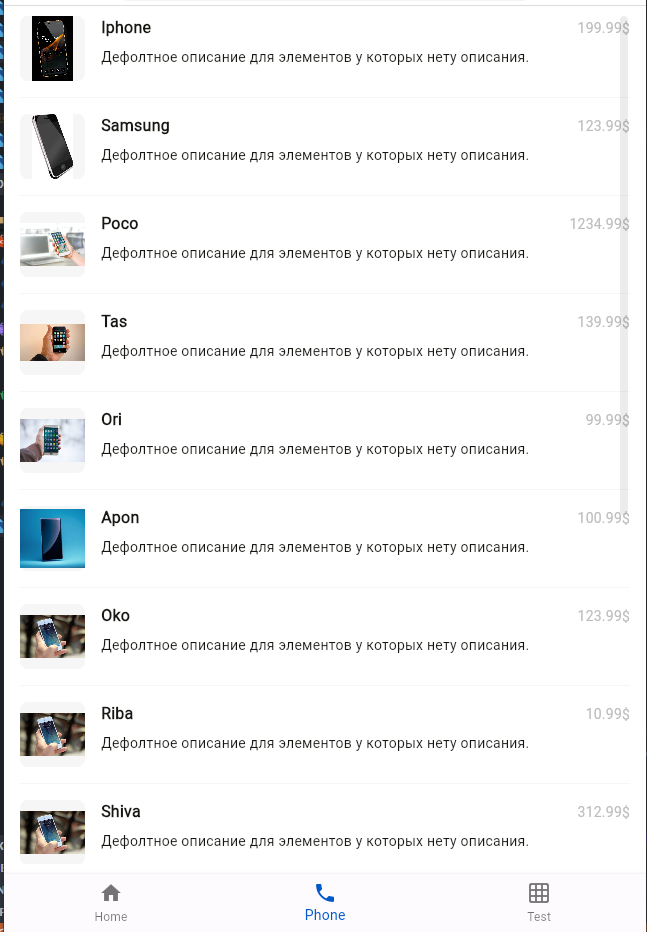 Iphone 199.99$
Дефолтное описание для элементов у которых нету описания.
Samsung 123.99$
Дефолтное описание для элементов у которых нету описания.
Poco 1234.99$
Дефолтное описание для элементов у которых нету описания.
Tas 139.99$
Дефолтное описание для элементов у которых нету описания.
Ori 99.99$
Дефолтное описание для элементов у которых нету описания.
Apon 100.99$
Дефолтное описание для элементов у которых нету описания.
Oko 123.99$
Дефолтное описание для элементов у которых нету описания.
Riba 10.99$
Дефолтное описание для элементов у которых нету описания.
Shiva 312.99$
Дефолтное описание для элементов у которых нету описания.
Home Phone Test